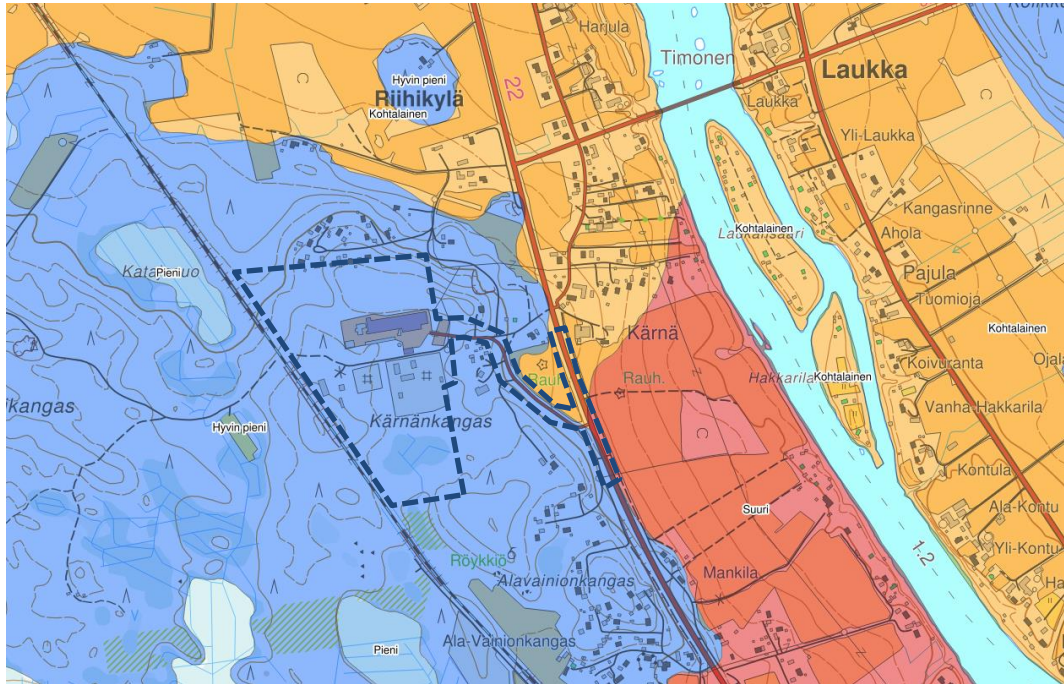 Harjula
Timonen
Laukka
Laukka
22
Hyvin pieni
Riihikylä
Kohtalainen
Yli-Laukka
Kangasrinne
Ahola
Laukansaari
Kohtalainen
Pajula
Tuomioja
Pieni
Kärnä
Kohtalainen
Koivuranta
Hakkarila
Kohtalainen
Rauh.
Rauh.
Vanha-Hakkarila
Kärnänkangas
Hyvin pieni
Kontula
Ala-Kontu
Suuri
Yli-Kontu
1.2
Röykkiö
Alavainionkangas
Mankila
Ala-Vainionkangas
Pieni